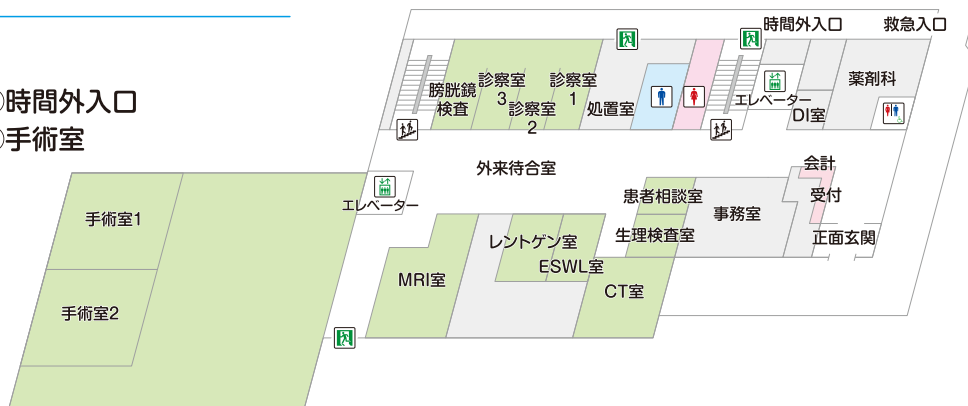 時間外入口
手術室
時間外入口
救急入口
膀胱鏡
検査
診察室
3
診察室
2
診察室
1
処置室
エレベーター
DI室
薬剤科
外来待合室
エレベーター
会計
受付
正面玄関
患者相談室
事務室
生理検査室
レントゲン室
ESWL室
MRI室
CT室
手術室1
手術室2